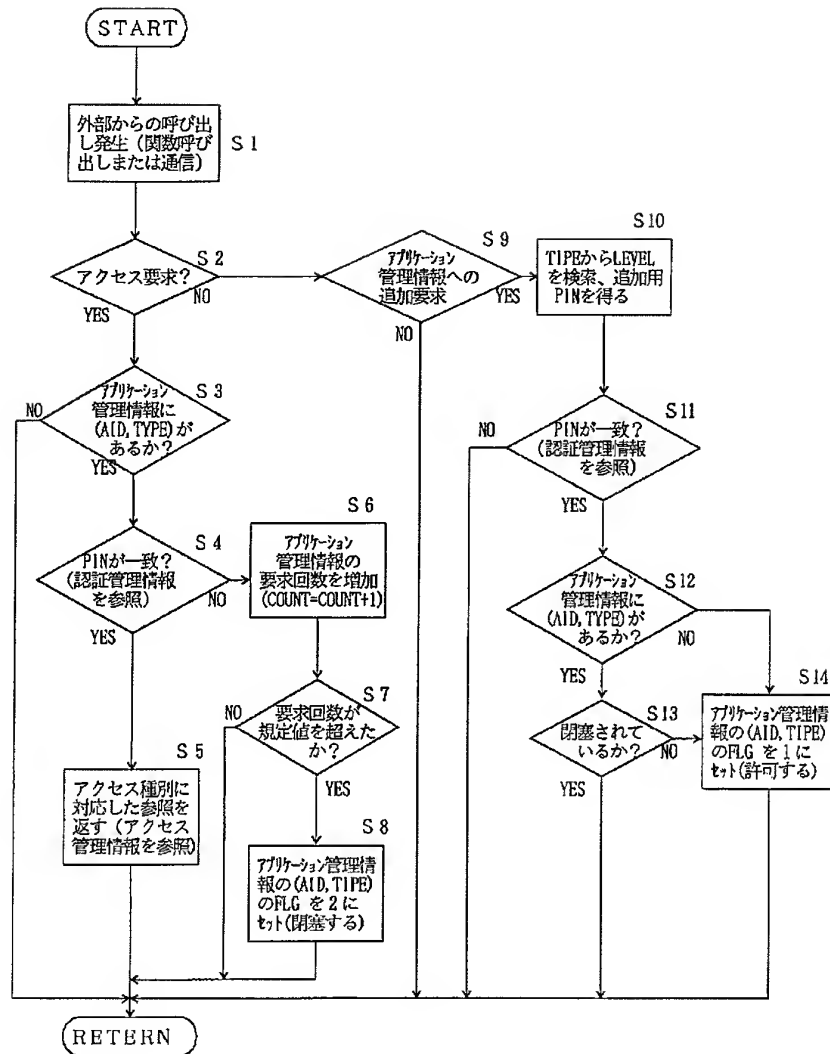 START
外部からの呼び出
し発生（関数呼び
出しまたは通信）
S1
S2
アクセス要求？
YES
NO
S9
アプリケーション
管理情報への
追加要求
YES
NO
S10
TIPEからLEVEL
を検索、追加用
PINを得る
S3
アプリケーション
管理情報に
(AID,TYPE)が
あるか？
NO
YES
S11
PINが一致？
(認証管理情報
を参照)
NO
YES
S4
PINが一致？
(認証管理情報
を参照)
NO
YES
S6
アプリケーション
管理情報の
要求回数を増加
(COUNT=COUNT+1)
S12
アプリケーション
管理情報に
(AID,TYPE)が
あるか？
NO
YES
S7
要求回数が
規定値を超えた
か？
NO
YES
S13
閉塞されて
いるか？
NO
YES
S14
アプリケーション管理情
報の(AID,TIPE)
のFLG を1に
セット(許可する)
S5
アクセス種別に
対応した参照を
返す（アクセス
管理情報を参照）
S8
アプリケーション管理情
報の(AID,TIPE)
のFLG を2に
セット(閉塞する)
RETERN